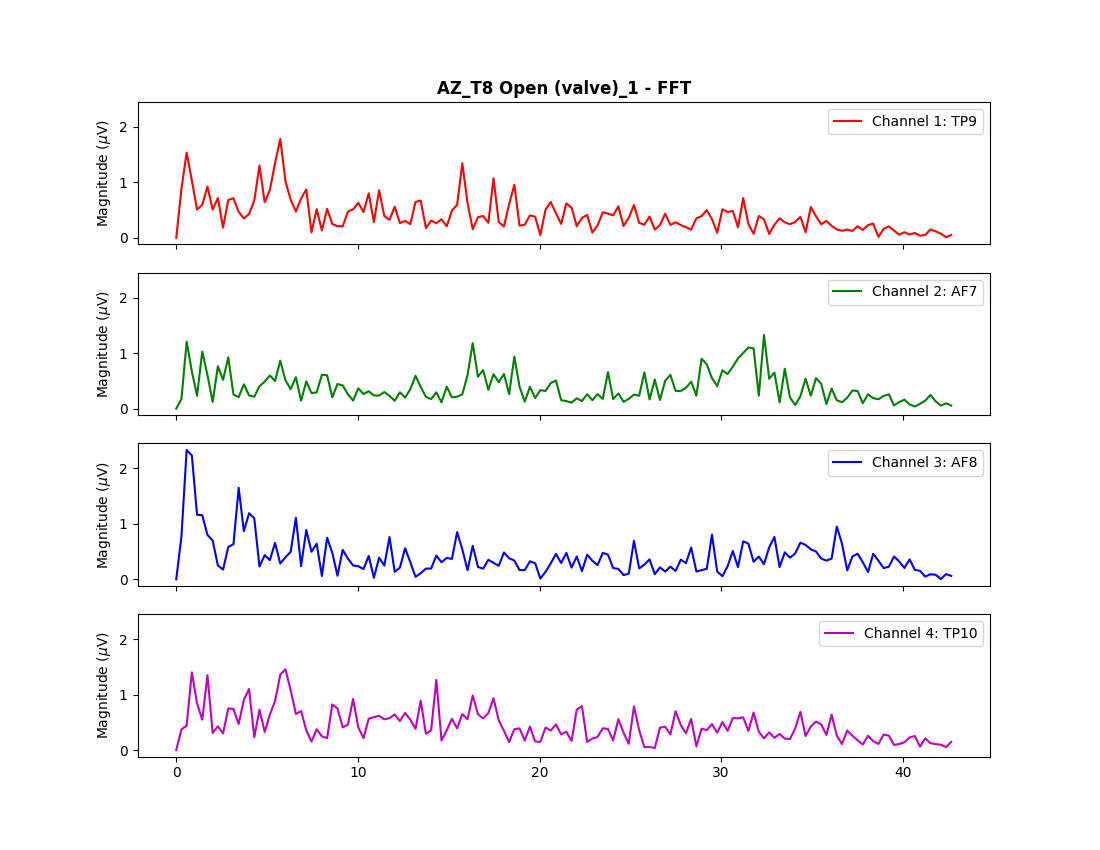 AZ_T8 Open (valve)_1 - FFT
Magnitude (μV)
2
1
0
Channel 1: TP9
Magnitude (μV)
2
1
0
Channel 2: AF7
Magnitude (μV)
2
1
0
Channel 3: AF8
Magnitude (μV)
2
1
0
Channel 4: TP10
0 10 20 30 40